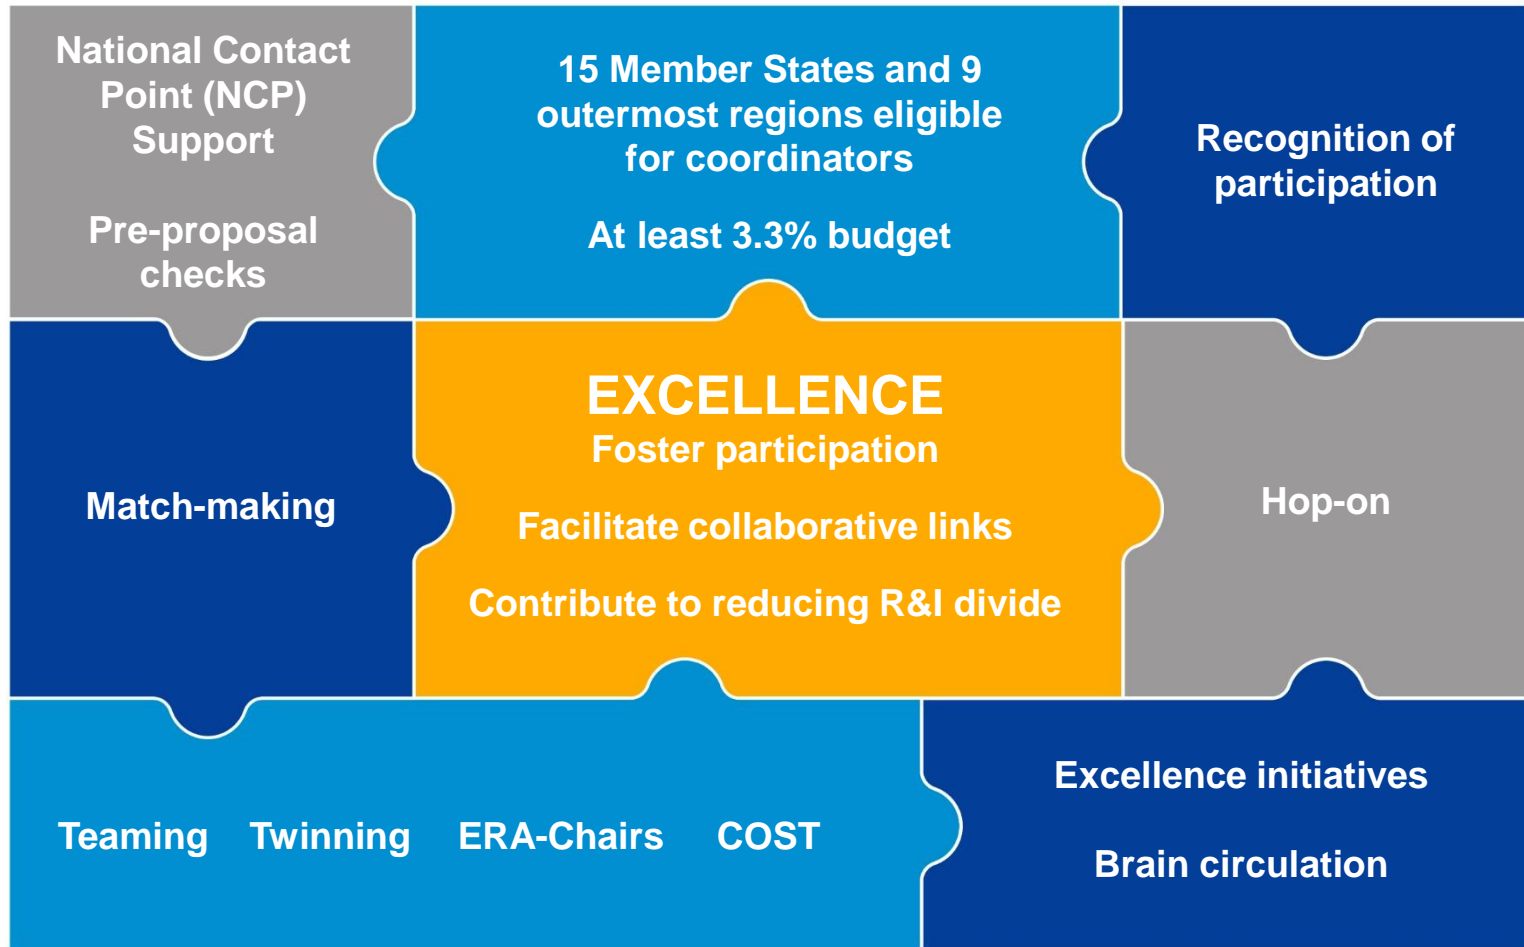 National Contact
Point (NCP)
Support
Pre-proposal
checks
15 Member States and 9
outermost regions eligible
for coordinators
At least 3.3% budget
Recognition of
participation
Match-making
EXCELLENCE
Foster participation
Facilitate collaborative links
Contribute to reducing R&I divide
Hop-on
Teaming Twinning ERA-Chairs COST
Excellence initiatives
Brain circulation